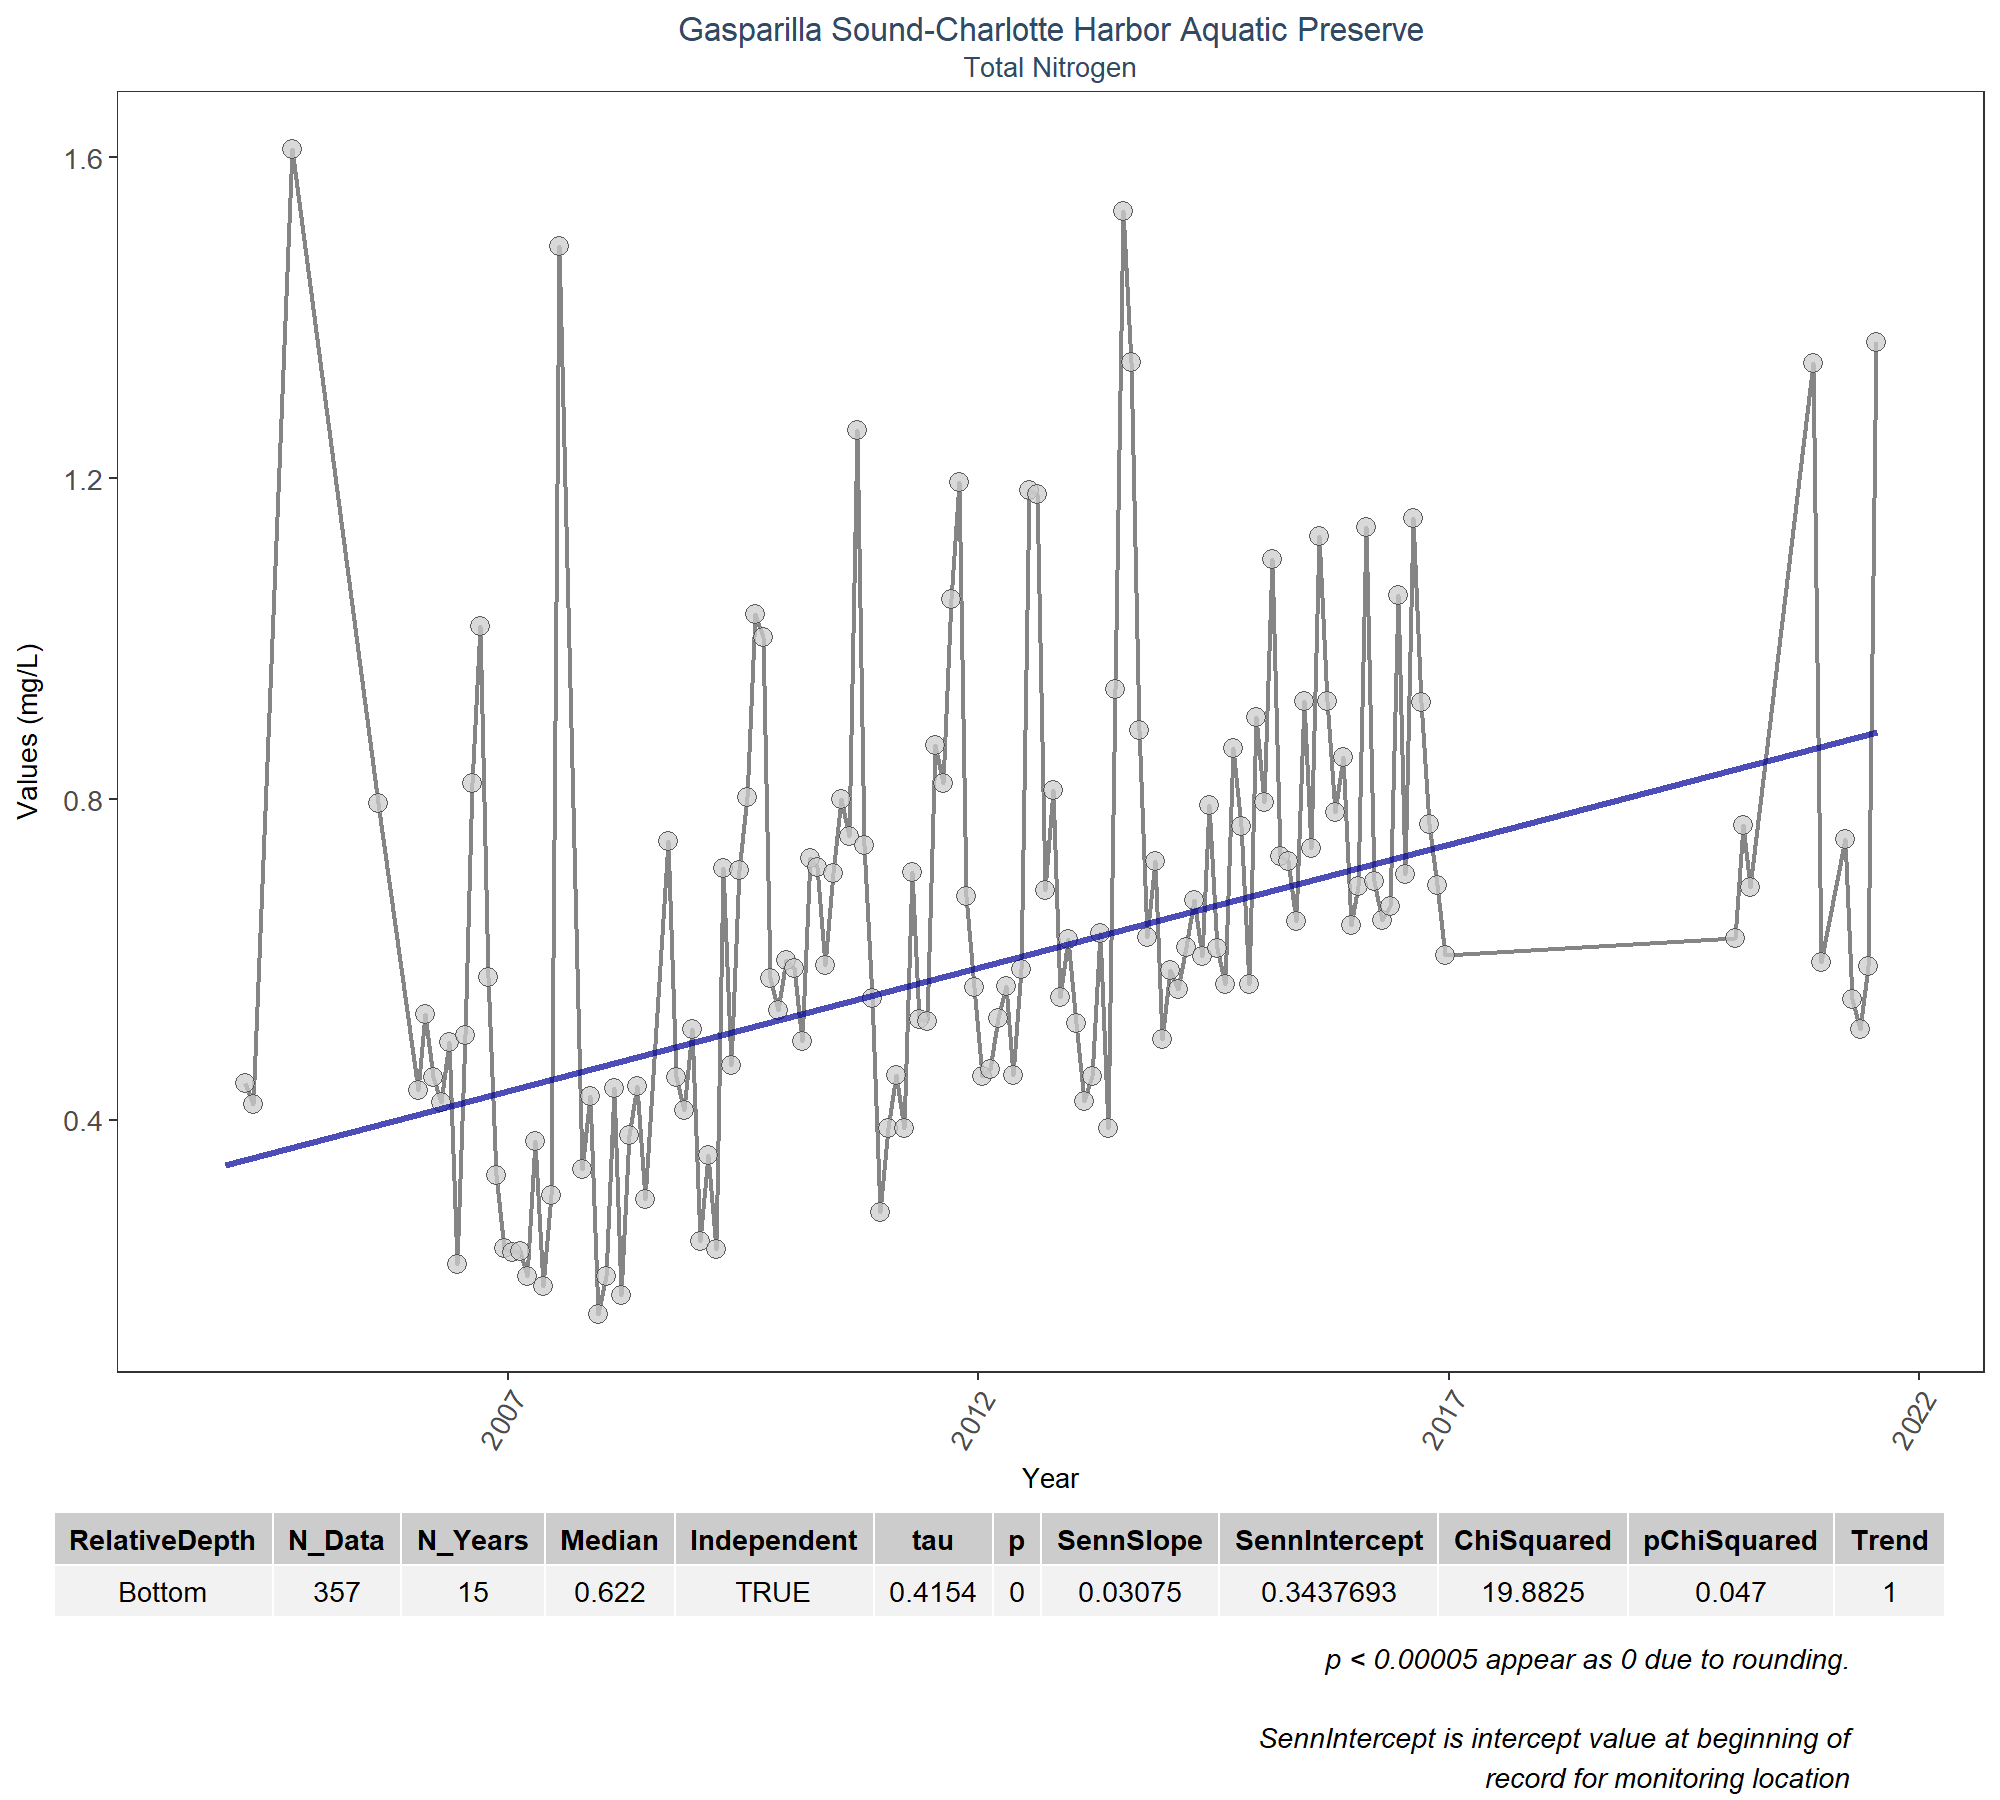 Gasparilla Sound-Charlotte Harbor Aquatic Preserve
Total Nitrogen
Values (mg/L)
1.6
1.2
0.8
0.4
2007 2012 2017 2022
Year
RelativeDepth N_Data N_Years Median Independent tau p SennSlope SennIntercept ChiSquared pChiSquared Trend
Bottom 357 15 0.622 TRUE 0.4154 0 0.03075 0.3437693 19.8825 0.047 1
p < 0.00005 appear as 0 due to rounding.
SennIntercept is intercept value at beginning of
record for monitoring location